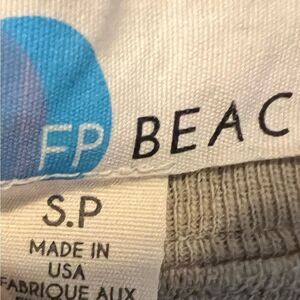 FP BEAC
S.P
MADE IN
USA
FABRIQUE AUX